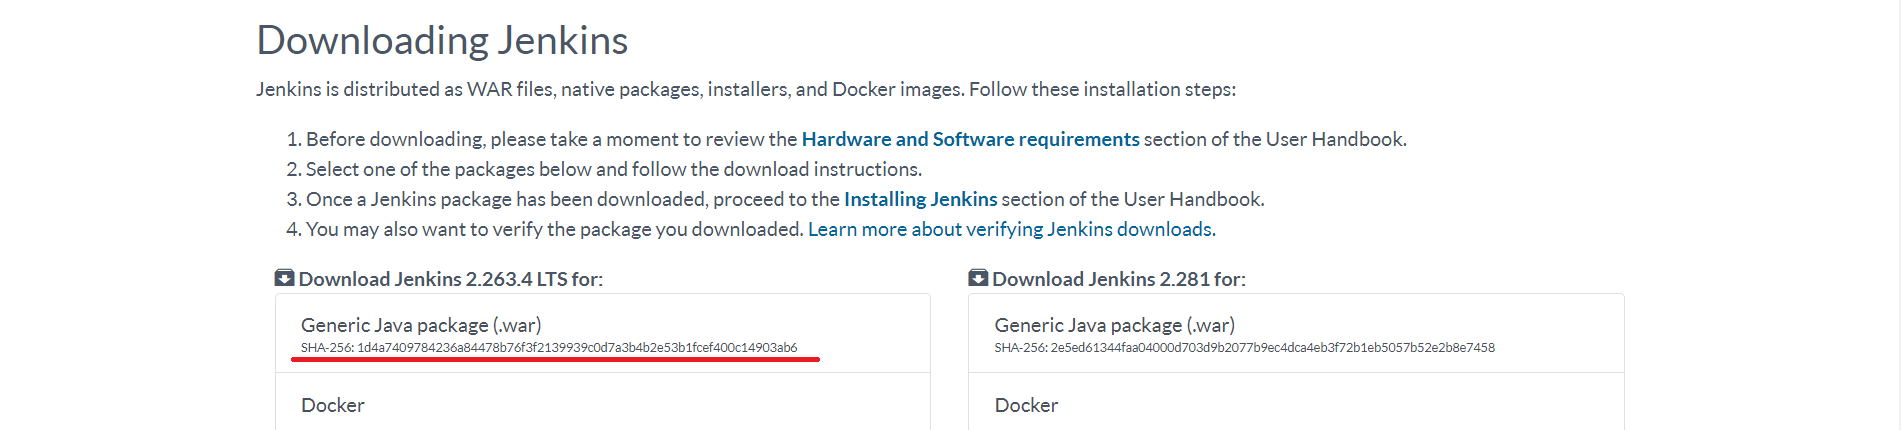 Downloading Jenkins
Jenkins is distributed as WAR files, native packages, installers, and Docker images. Follow these installation steps:
1. Before downloading, please take a moment to review the Hardware and Software requirements section of the User Handbook.
2. Select one of the packages below and follow the download instructions.
3. Once a Jenkins package has been downloaded, proceed to the Installing Jenkins section of the User Handbook.
4. You may also want to verify the package you downloaded. Learn more about verifying Jenkins downloads.
Download Jenkins 2.263.4 LTS for:
Generic Java package (.war)
SHA-256: 1d4a7409784236a84478b76f3f2139939c0d7a3b4b2e53b1fcef400c14903ab6
Docker
Download Jenkins 2.281 for:
Generic Java package (.war)
SHA-256: 2e5ed61344faa04000d703d9b2077b9ec4dca4eb3f72b1eb5057b52e2b8e7458
Docker